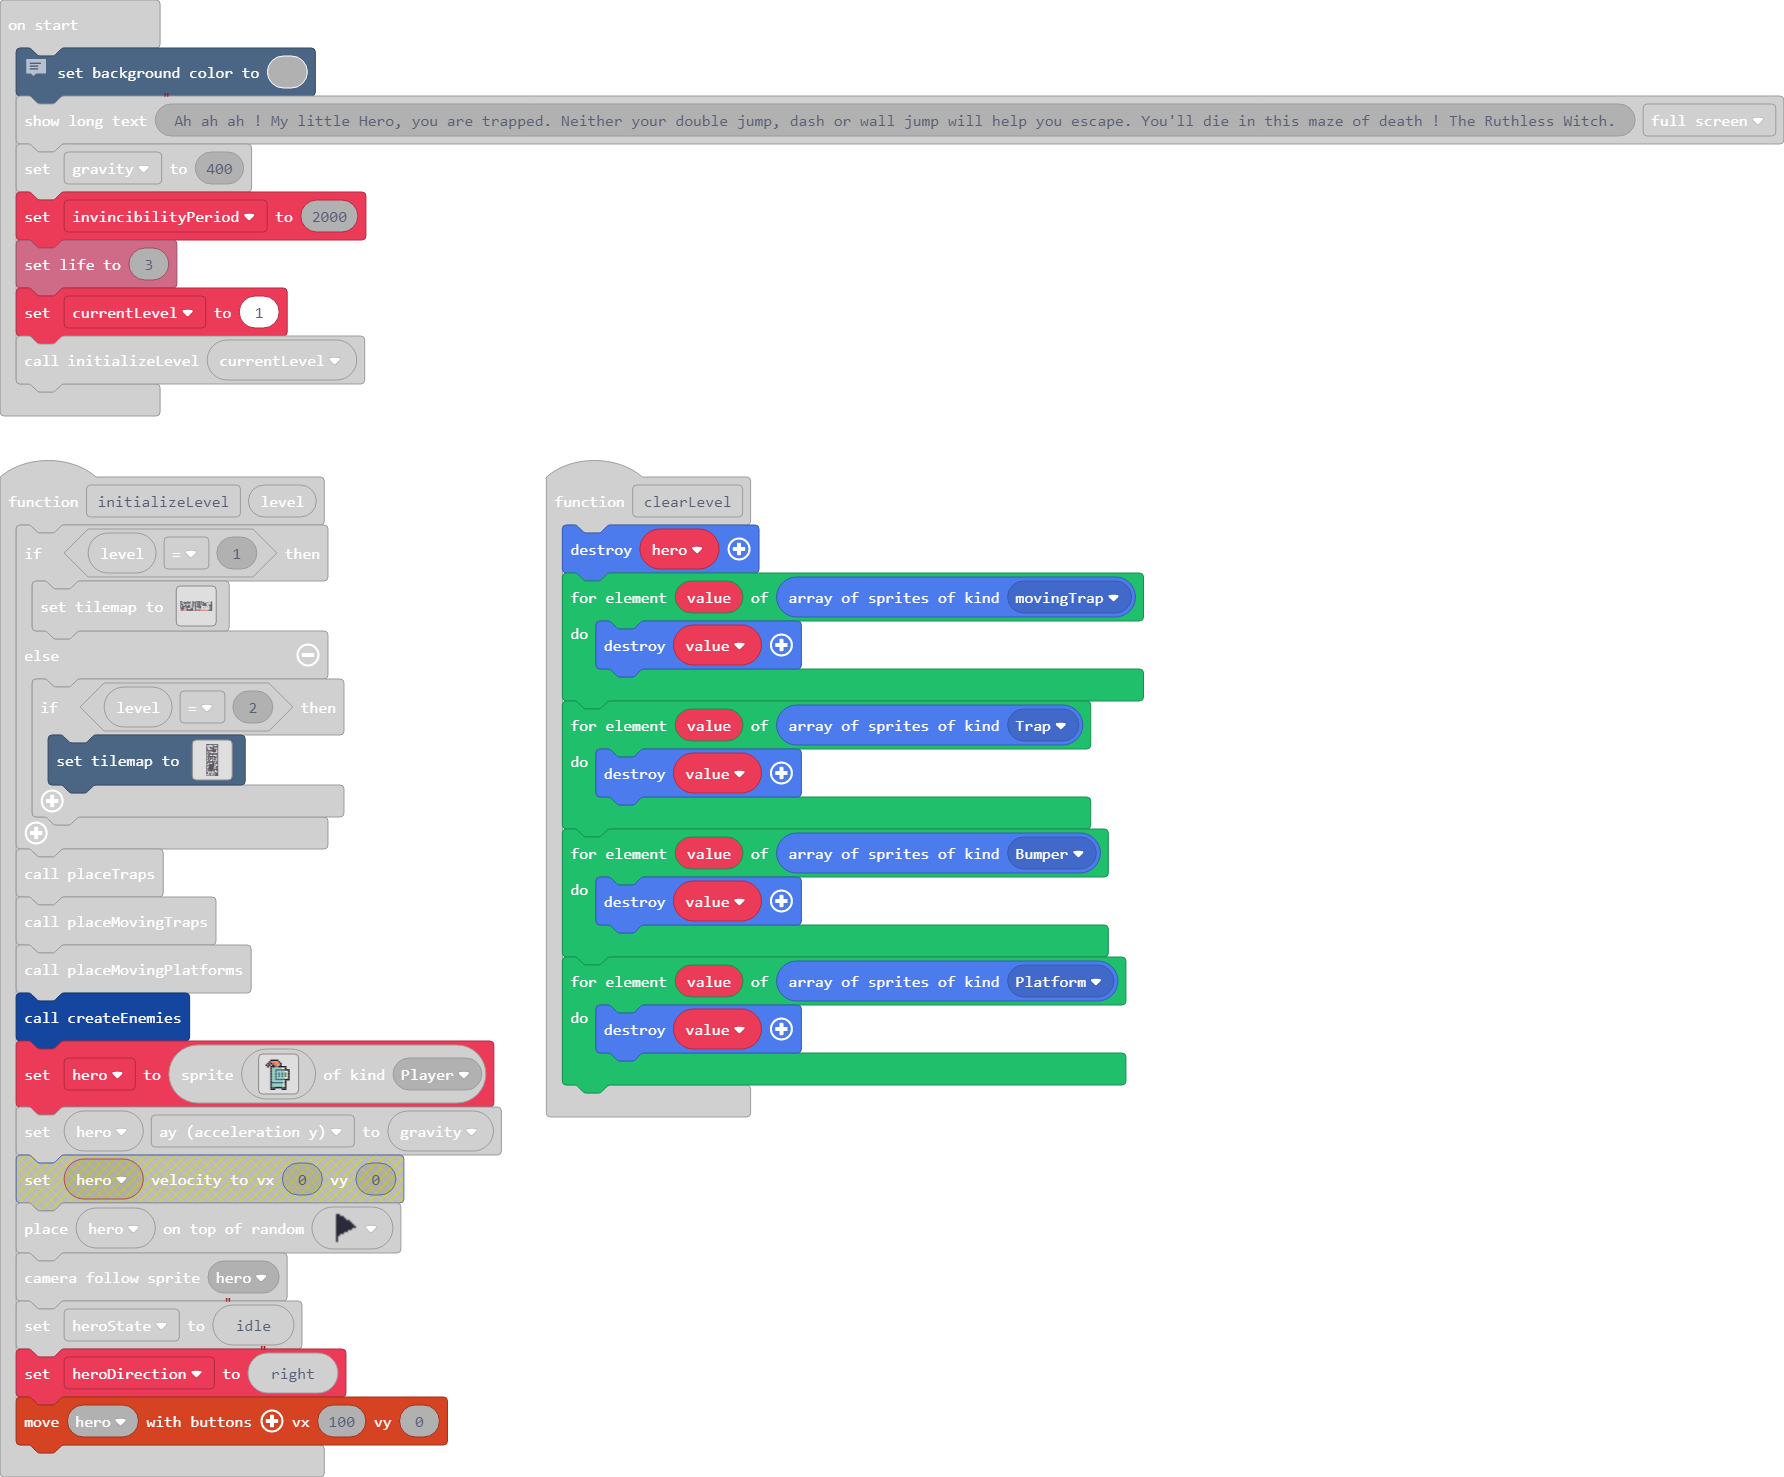 on start
set background color to
show long text " Ah ah ah ! My little Hero, you are trapped. Neither your double jump, dash or wall jump will help you escape. You'll die in this maze of death ! The Ruthless Witch. full screen
set gravity to 400
set invincibilityPeriod to 2000
set life to 3
set currentLevel to 1
call initializeLevel currentLevel
function initializeLevel level
if level = 1 then
set tilemap to
else
if level = 2 then
set tilemap to
call placeTraps
call placeMovingTraps
call placeMovingPlatforms
call createEnemies
set hero to sprite of kind Player
set hero ay (acceleration y) to gravity
set hero velocity to vx 0 vy 0
place hero on top of random
camera follow sprite hero
set heroState to " idle
set heroDirection to " right
move hero with buttons vx 100 vy 0
function clearLevel
destroy hero
for element value of array of sprites of kind movingTrap
do destroy value
for element value of array of sprites of kind Trap
do destroy value
for element value of array of sprites of kind Bumper
do destroy value
for element value of array of sprites of kind Platform
do destroy value